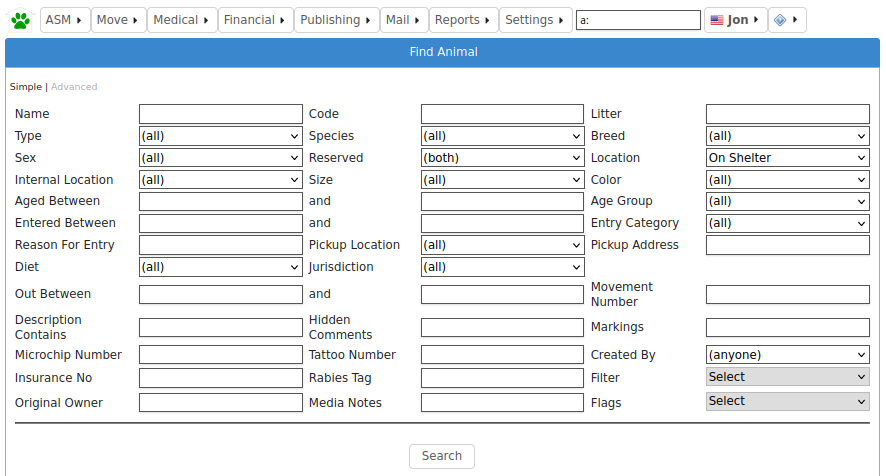 ASM Move Medical Financial Publishing Mail Reports Settings a: Jon
Find Animal
Simple | Advanced
Name Code Litter
Type (all) Species (all) Breed (all)
Sex (all) Reserved (both) Location On Shelter
Internal Location (all) Size (all) Color (all)
Aged Between and Age Group (all)
Entered Between and Entry Category (all)
Reason For Entry Pickup Location (all) Pickup Address
Diet (all) Jurisdiction (all)
Out Between and Movement
Number
Description Hidden Markings
Contains Comments
Microchip Number Tattoo Number Created By (anyone)
Insurance No Rabies Tag Filter Select
Original Owner Media Notes Flags Select
Search